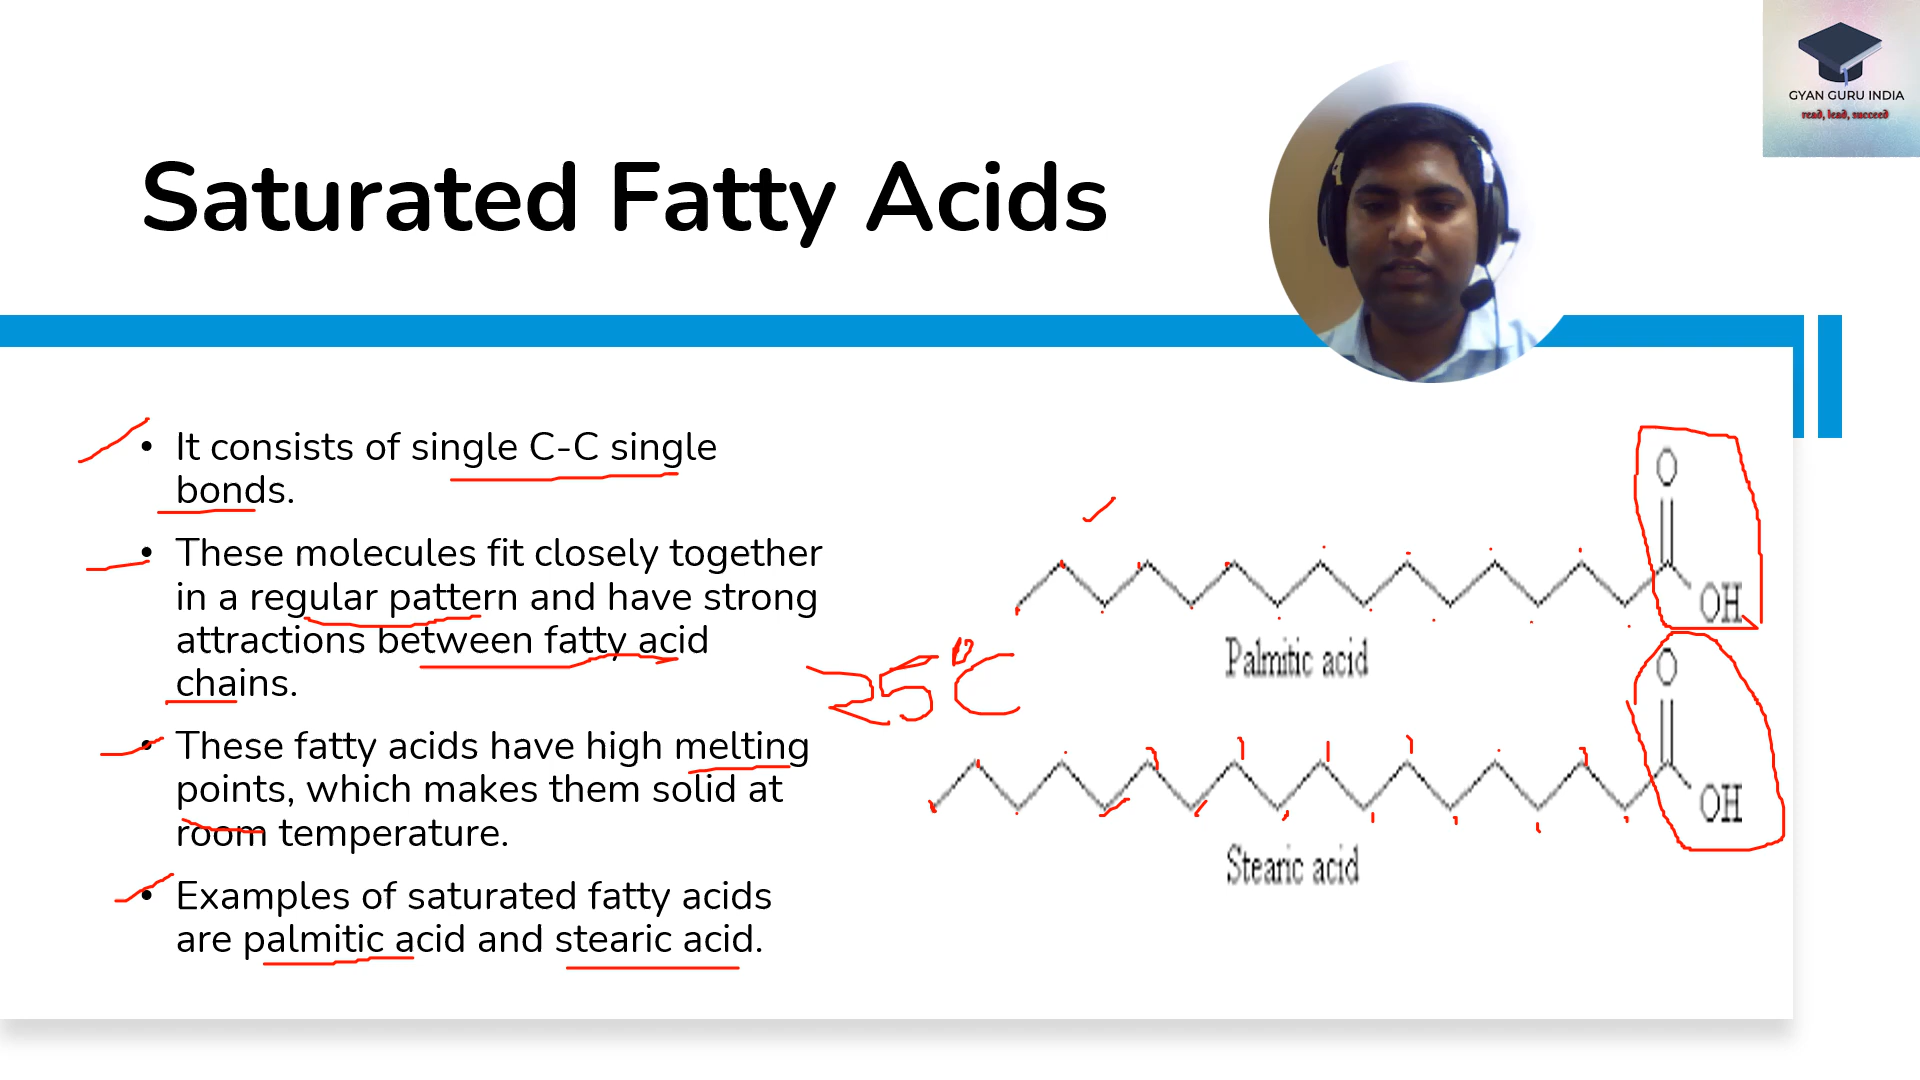 GYAN GURU INDIA
read, lead, succeed
Saturated Fatty Acids
• It consists of single C-C single
bonds.
• These molecules fit closely together
in a regular pattern and have strong
attractions between fatty acid
chains.
• These fatty acids have high melting
points, which makes them solid at
room temperature.
• Examples of saturated fatty acids
are palmitic acid and stearic acid.
O
OH
Palmitic acid
25°C
O
OH
Stearic acid